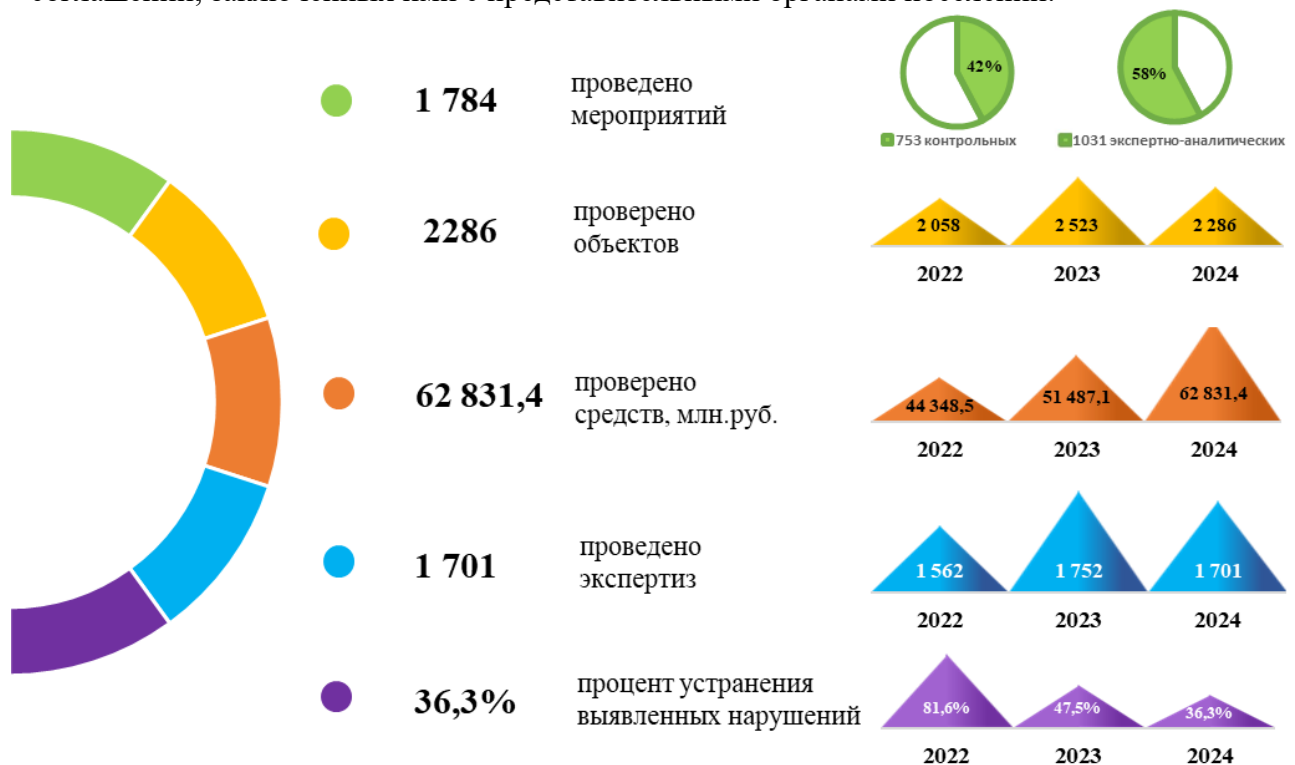 42%
58%
753 контрольных
1031 экспертно-аналитических
1 784
проведено
мероприятий
2286
проверено
объектов
2 058
2 523
2 286
2022
2023
2024
62 831,4
проверено
средств, млн.руб.
44 348,5
51 487,1
62 831,4
2022
2023
2024
1 701
проведено
экспертиз
1 562
1 752
1 701
2022
2023
2024
36,3%
процент устранения
выявленных нарушений
81,6%
47,5%
36,3%
2022
2023
2024